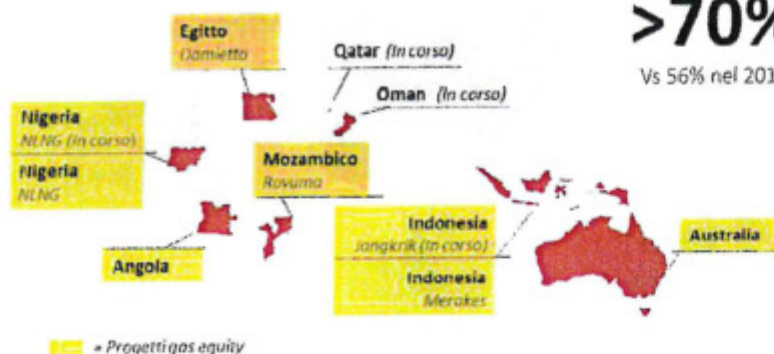 >70%
Vs 56% nel 201
Egitto
Damietta
Qatar (In corso)
Oman (In corso)
Nigeria
NLNG (In corso)
Nigeria
NLNG
Mozambico
Rovuma
Indonesia
Jangkrik (In corso)
Indonesia
Merakes
Australia
Angola
= Progetti gas equity